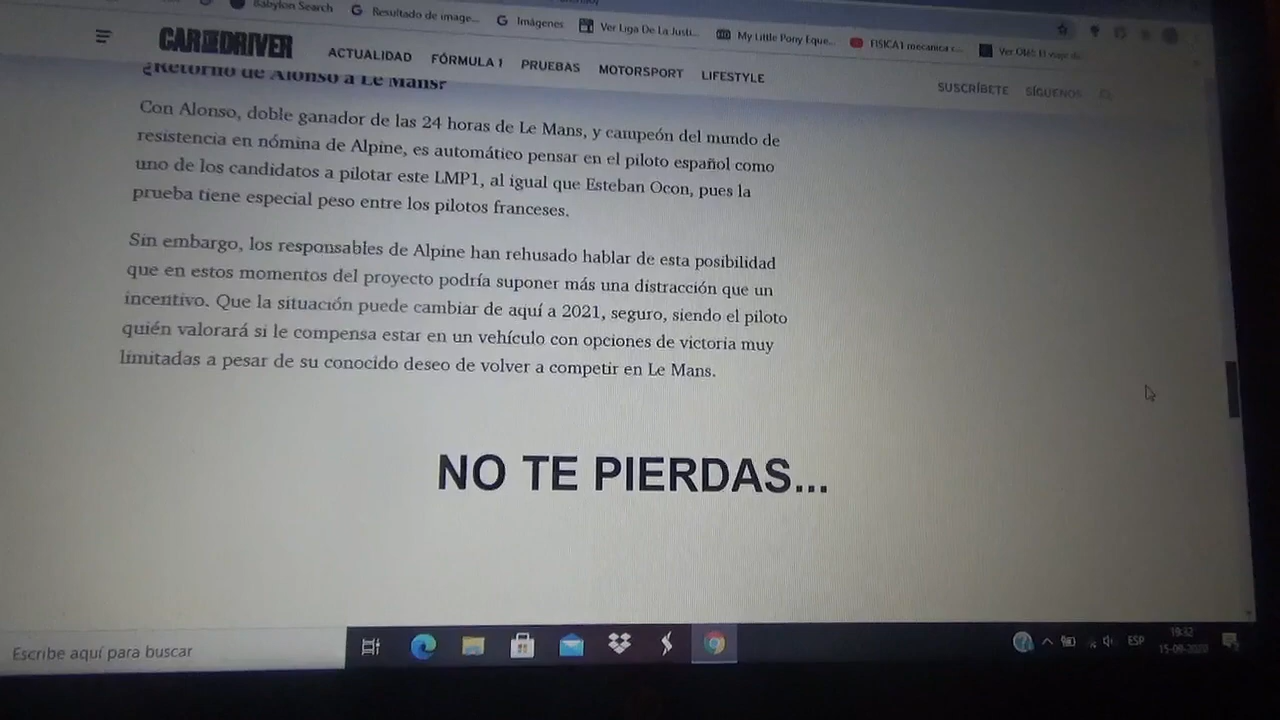 Babylon Search
Resultado de image...
Imágenes
Ver Liga De La Justi...
My Little Pony Eque...
FISICA1 mecanica
CAR AND DRIVER
ACTUALIDAD
FÓRMULA 1
PRUEBAS
MOTORSPORT
LIFESTYLE
SUSCRÍBETE
SÍGUENOS
¿Retorno de Alonso a Le Mans?
Con Alonso, doble ganador de las 24 horas de Le Mans, y campeón del mundo de
resistencia en nómina de Alpine, es automático pensar en el piloto español como
uno de los candidatos a pilotar este LMP1, al igual que Esteban Ocon, pues la
prueba tiene especial peso entre los pilotos franceses.
Sin embargo, los responsables de Alpine han rehusado hablar de esta posibilidad
que en estos momentos del proyecto podría suponer más una distracción que un
incentivo. Que la situación puede cambiar de aquí a 2021, seguro, siendo el piloto
quién valorará si le compensa estar en un vehículo con opciones de victoria muy
limitadas a pesar de su conocido deseo de volver a competir en Le Mans.
NO TE PIERDAS...
Escribe aquí para buscar
ESP
19:32
15-09-2020